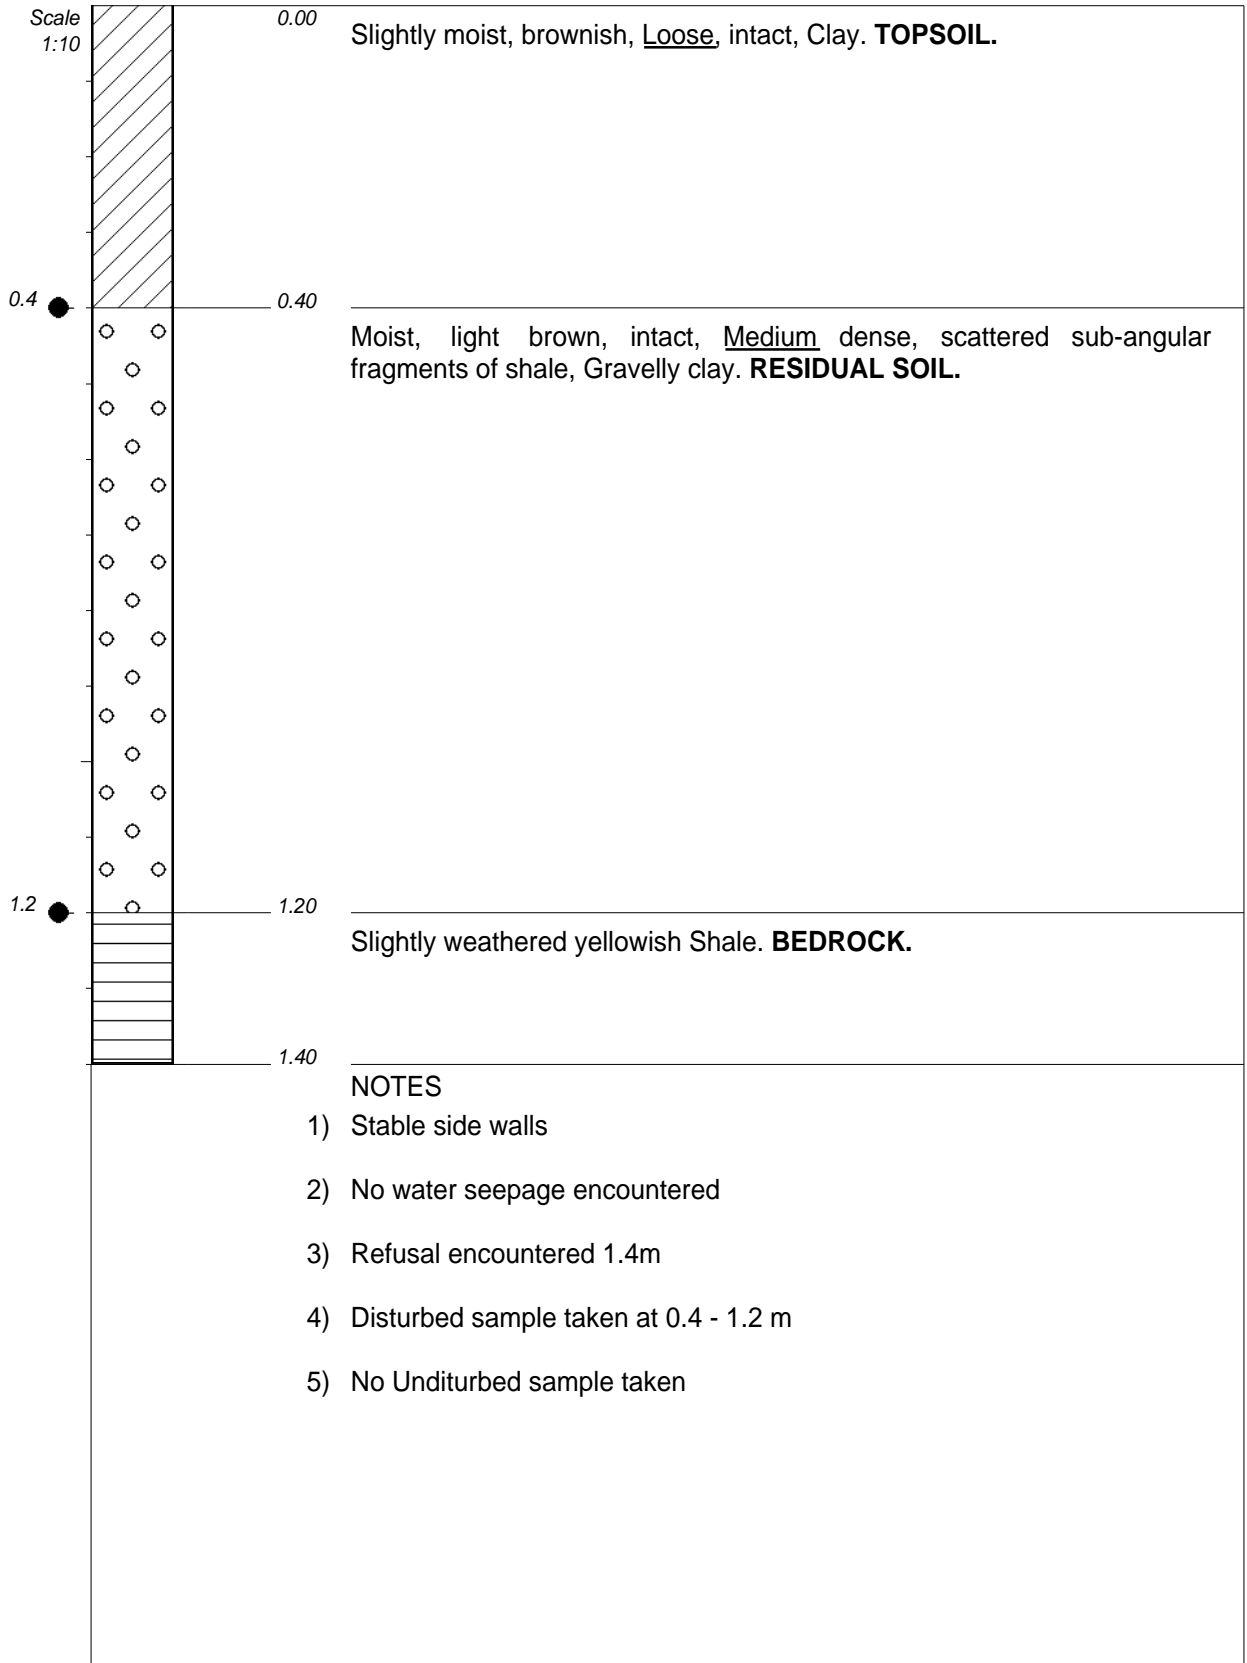 Scale
1:10
0.00
Slightly moist, brownish, Loose, intact, Clay. TOPSOIL.
0.4
0.40
Moist, light brown, intact, Medium dense, scattered sub-angular
fragments of shale, Gravelly clay. RESIDUAL SOIL.
1.2
1.20
Slightly weathered yellowish Shale. BEDROCK.
1.40
NOTES
1) Stable side walls
2) No water seepage encountered
3) Refusal encountered 1.4m
4) Disturbed sample taken at 0.4 - 1.2 m
5) No Unditurbed sample taken